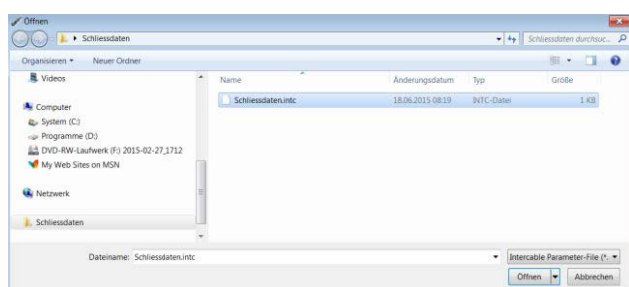 Öffnen
Schliessdaten
Schliessdaten durchsuc...
Organisieren Neuer Ordner
Videos
Name Änderungsdatum Typ Größe
Schliessdaten.intc 18.06.2015 08:19 INTC-Datei 1 KB
Computer
System (C:)
Programme (D:)
DVD-RW-Laufwerk (F:) 2015-02-27_1712
My Web Sites on MSN
Netzwerk
Schliessdaten
Dateiname: Schliessdaten.intc Intercable Parameter-File (*.
Öffnen Abbrechen